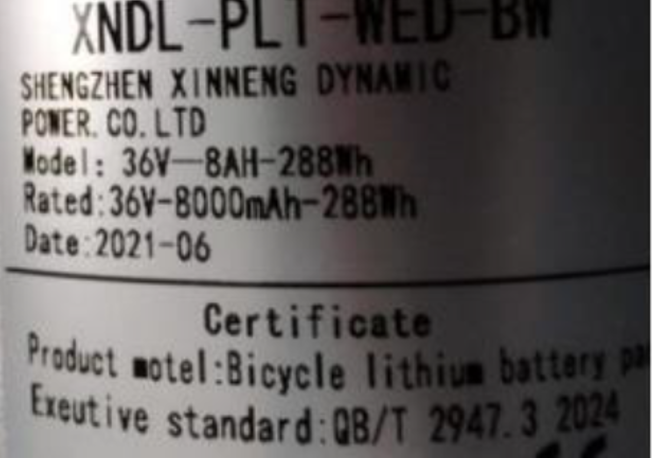 XNDL-PLT-WED-BW
SHENGZHEN XINNENG DYNAMIC
POWER.CO.LTD
Model: 36V—8AH-288Wh
Rated:36V-8000mAh-288Wh
Date:2021-06
Certificate
Product motel:Bicycle lithium battery
Exeutive standard:QB/T 2947.3 2024